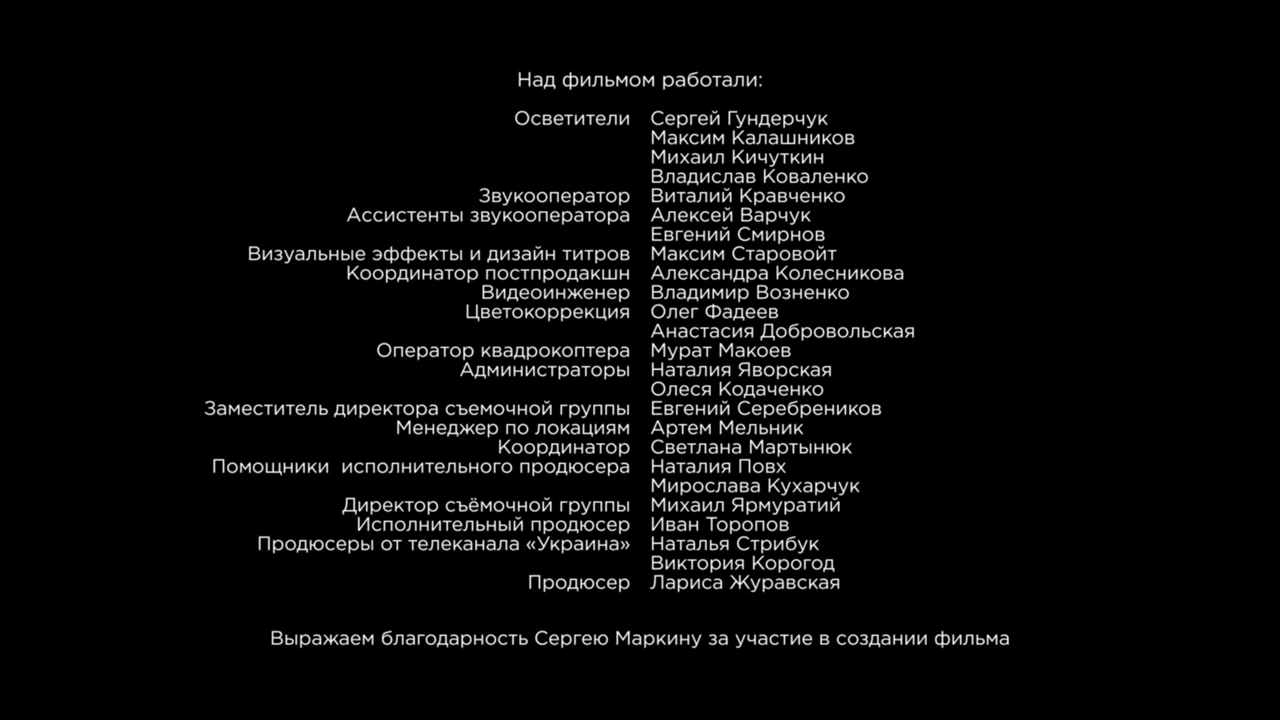 Над фильмом работали:
Осветители Сергей Гундерчук
Максим Калашников
Михаил Кичуткин
Владислав Коваленко
Звукооператор Виталий Кравченко
Ассистенты звукооператора Алексей Варчук
Евгений Смирнов
Визуальные эффекты и дизайн титров Максим Старовойт
Координатор постпродакшн Александра Колесникова
Видеоинженер Владимир Возненко
Цветокоррекция Олег Фадеев
Анастасия Добровольская
Оператор квадрокоптера Мурат Макоев
Администраторы Наталия Яворская
Олеся Кодаченко
Заместитель директора съемочной группы Евгений Серебреников
Менеджер по локациям Артем Мельник
Координатор Светлана Мартынюк
Помощники исполнительного продюсера Наталия Повх
Мирослава Кухарчук
Директор съёмочной группы Михаил Ярмуратий
Исполнительный продюсер Иван Торопов
Продюсеры от телеканала «Украина» Наталья Стрибук
Виктория Корогод
Продюсер Лариса Журавская
Выражаем благодарность Сергею Маркину за участие в создании фильма